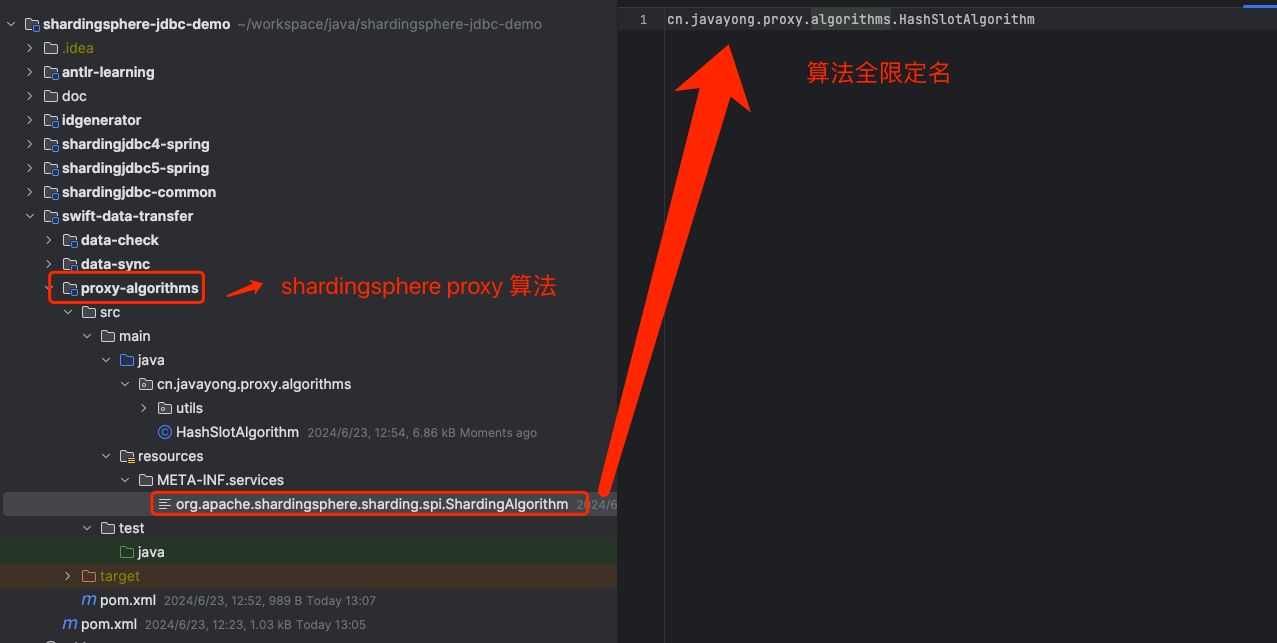 shardingsphere-jdbc-demo ~/workspace/java/shardingsphere-jdbc-demo
.idea
antlr-learning
doc
idgenerator
shardingjdbc4-spring
shardingjdbc5-spring
shardingjdbc-common
swift-data-transfer
data-check
data-sync
proxy-algorithms
shardingsphere proxy 算法
src
main
java
cn.javayong.proxy.algorithms
utils
HashSlotAlgorithm 2024/6/23, 12:54, 6.86 kB Moments ago
resources
META-INF.services
org.apache.shardingsphere.sharding.spi.ShardingAlgorithm 2024/6
test
java
target
m pom.xml 2024/6/23, 12:52, 989 B Today 13:07
m pom.xml 2024/6/23, 12:23, 1.03 kB Today 13:05
1 cn.javayong.proxy.algorithms.HashSlotAlgorithm
算法全限定名